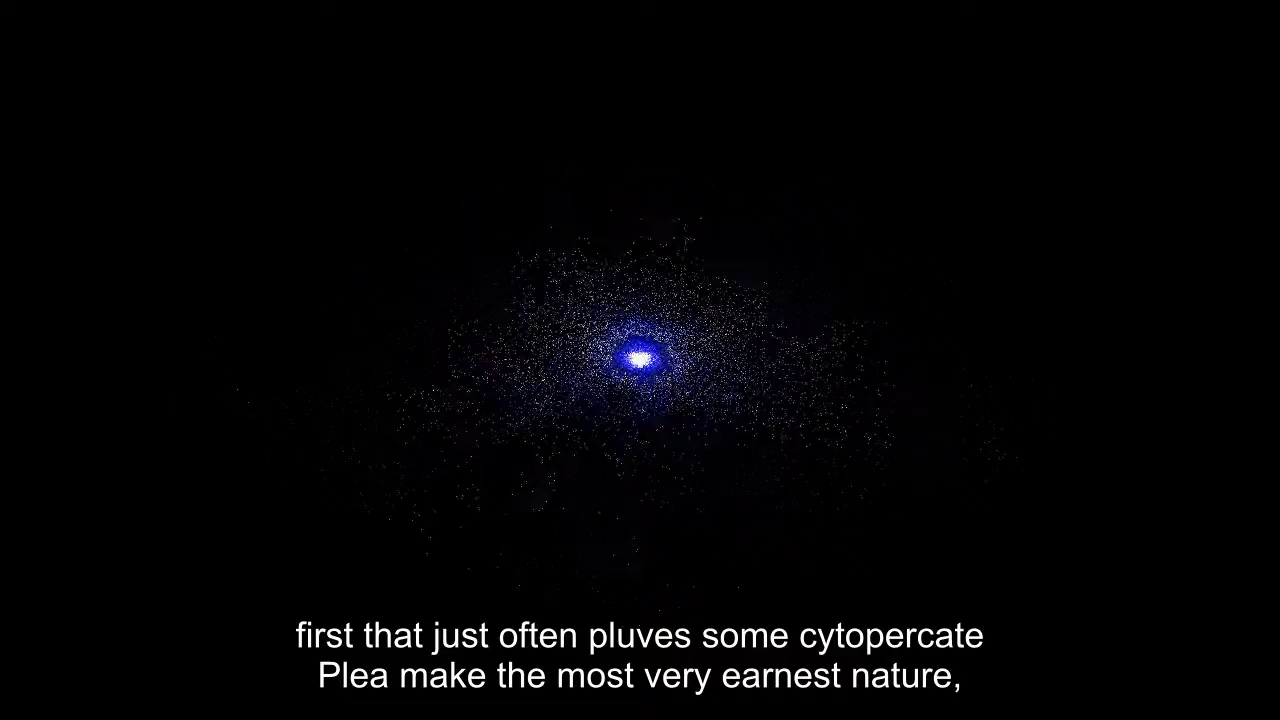 first that just often pluves some cytopercate
Plea make the most very earnest nature,